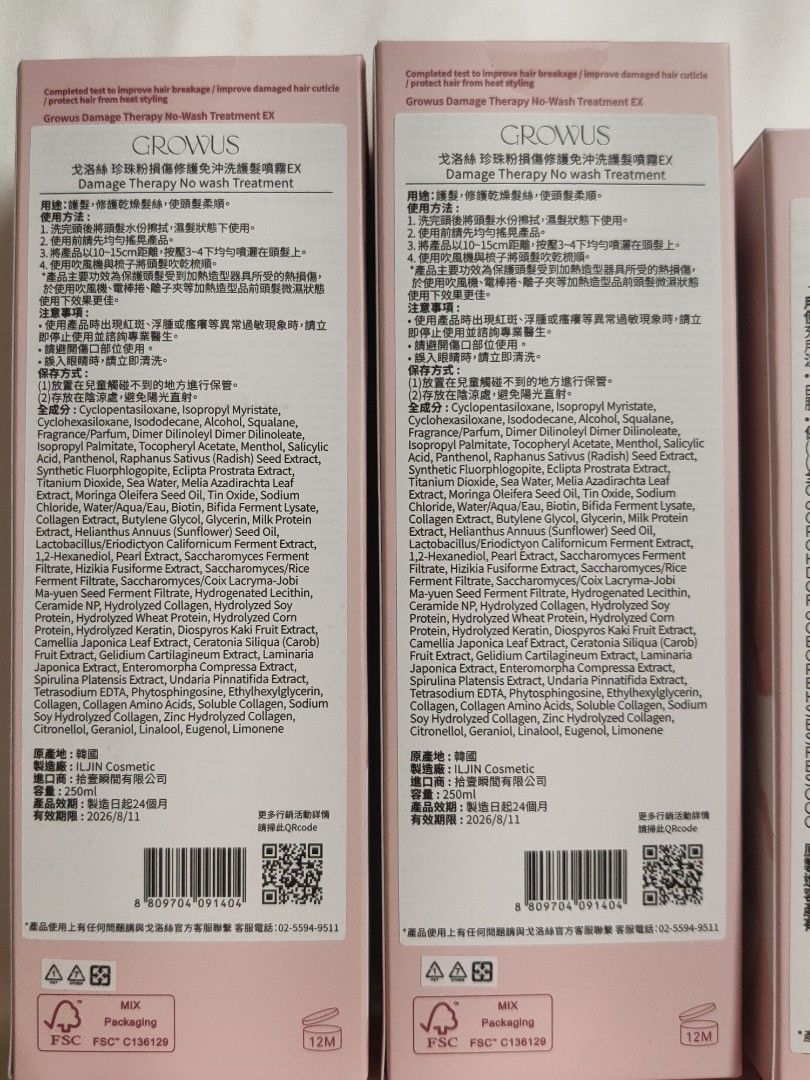 Completed test to improve hair breakage / improve damaged hair cuticle
/ protect hair from heat styling
Growus Damage Therapy No-Wash Treatment EX
GROWUS
戈洛絲 珍珠粉損傷修護免沖洗護髮噴霧EX
Damage Therapy No wash Treatment
用途:護髮,修護乾燥髮絲,使頭髮柔順。
使用方法:
1. 洗完頭後將頭髮水份擦拭,濕髮狀態下使用。
2. 使用前請先均勻搖晃產品。
3. 將產品以10~15cm距離,按壓3~4下均勻噴灑在頭髮上。
4. 使用吹風機與梳子將頭髮吹乾梳順。
*產品主要功效為保護頭髮受到加熱造型器具所受的熱損傷,
於使用吹風機、電棒捲、離子夾等加熱造型品前頭髮微濕狀態
使用下效果更佳。
注意事項:
• 使用產品時出現紅斑、浮腫或瘙癢等異常過敏現象時,請立
即停止使用並諮詢專業醫生。
• 請避開傷口部位使用。
• 誤入眼睛時,請立即清洗。
保存方式:
(1)放置在兒童觸碰不到的地方進行保管。
(2)存放在陰涼處,避免陽光直射。
全成分:Cyclopentasiloxane, Isopropyl Myristate,
Cyclohexasiloxane, Isododecane, Alcohol, Squalane,
Fragrance/Parfum, Dimer Dilinoleyl Dimer Dilinoleate,
Isopropyl Palmitate, Tocopheryl Acetate, Menthol, Salicylic
Acid, Panthenol, Raphanus Sativus (Radish) Seed Extract,
Synthetic Fluorphlogopite, Eclipta Prostrata Extract,
Titanium Dioxide, Sea Water, Melia Azadirachta Leaf
Extract, Moringa Oleifera Seed Oil, Tin Oxide, Sodium
Chloride, Water/Aqua/Eau, Biotin, Bifida Ferment Lysate,
Collagen Extract, Butylene Glycol, Glycerin, Milk Protein
Extract, Helianthus Annuus (Sunflower) Seed Oil,
Lactobacillus/Eriodictyon Californicum Ferment Extract,
1,2-Hexanediol, Pearl Extract, Saccharomyces Ferment
Filtrate, Hizikia Fusiforme Extract, Saccharomyces/Rice
Ferment Filtrate, Saccharomyces/Coix Lacryma-Jobi
Ma-yuen Seed Ferment Filtrate, Hydrogenated Lecithin,
Ceramide NP, Hydrolyzed Collagen, Hydrolyzed Soy
Protein, Hydrolyzed Wheat Protein, Hydrolyzed Corn
Protein, Hydrolyzed Keratin, Diospyros Kaki Fruit Extract,
Camellia Japonica Leaf Extract, Ceratonia Siliqua (Carob)
Fruit Extract, Gelidium Cartilagineum Extract, Laminaria
Japonica Extract, Enteromorpha Compressa Extract,
Spirulina Platensis Extract, Undaria Pinnatifida Extract,
Tetrasodium EDTA, Phytosphingosine, Ethylhexylglycerin,
Collagen, Collagen Amino Acids, Soluble Collagen, Sodium
Soy Hydrolyzed Collagen, Zinc Hydrolyzed Collagen,
Citronellol, Geraniol, Linalool, Eugenol, Limonene
原產地:韓國
製造廠:ILJIN Cosmetic
進口商:拾壹瞬間有限公司
容量:250ml
產品效期:製造日起24個月
有效期限:2026/8/11
更多行銷活動詳情
請掃此QRcode
8 809704 091404
*產品使用上有任何問題請與戈洛絲官方客服聯繫 客服電話:02-5594-9511
MIX
Packaging
FSC
FSC™ C136129
12M
Completed test to improve hair breakage / improve damaged hair cuticle
/ protect hair from heat styling
Growus Damage Therapy No-Wash Treatment EX
GROWUS
戈洛絲 珍珠粉損傷修護免沖洗護髮噴霧EX
Damage Therapy No wash Treatment
用途:護髮,修護乾燥髮絲,使頭髮柔順。
使用方法:
1. 洗完頭後將頭髮水份擦拭,濕髮狀態下使用。
2. 使用前請先均勻搖晃產品。
3. 將產品以10~15cm距離,按壓3~4下均勻噴灑在頭髮上。
4. 使用吹風機與梳子將頭髮吹乾梳順。
*產品主要功效為保護頭髮受到加熱造型器具所受的熱損傷,
於使用吹風機、電棒捲、離子夾等加熱造型品前頭髮微濕狀態
使用下效果更佳。
注意事項:
• 使用產品時出現紅斑、浮腫或瘙癢等異常過敏現象時,請立
即停止使用並諮詢專業醫生。
• 請避開傷口部位使用。
• 誤入眼睛時,請立即清洗。
保存方式:
(1)放置在兒童觸碰不到的地方進行保管。
(2)存放在陰涼處,避免陽光直射。
全成分:Cyclopentasiloxane, Isopropyl Myristate,
Cyclohexasiloxane, Isododecane, Alcohol, Squalane,
Fragrance/Parfum, Dimer Dilinoleyl Dimer Dilinoleate,
Isopropyl Palmitate, Tocopheryl Acetate, Menthol, Salicylic
Acid, Panthenol, Raphanus Sativus (Radish) Seed Extract,
Synthetic Fluorphlogopite, Eclipta Prostrata Extract,
Titanium Dioxide, Sea Water, Melia Azadirachta Leaf
Extract, Moringa Oleifera Seed Oil, Tin Oxide, Sodium
Chloride, Water/Aqua/Eau, Biotin, Bifida Ferment Lysate,
Collagen Extract, Butylene Glycol, Glycerin, Milk Protein
Extract, Helianthus Annuus (Sunflower) Seed Oil,
Lactobacillus/Eriodictyon Californicum Ferment Extract,
1,2-Hexanediol, Pearl Extract, Saccharomyces Ferment
Filtrate, Hizikia Fusiforme Extract, Saccharomyces/Rice
Ferment Filtrate, Saccharomyces/Coix Lacryma-Jobi
Ma-yuen Seed Ferment Filtrate, Hydrogenated Lecithin,
Ceramide NP, Hydrolyzed Collagen, Hydrolyzed Soy
Protein, Hydrolyzed Wheat Protein, Hydrolyzed Corn
Protein, Hydrolyzed Keratin, Diospyros Kaki Fruit Extract,
Camellia Japonica Leaf Extract, Ceratonia Siliqua (Carob)
Fruit Extract, Gelidium Cartilagineum Extract, Laminaria
Japonica Extract, Enteromorpha Compressa Extract,
Spirulina Platensis Extract, Undaria Pinnatifida Extract,
Tetrasodium EDTA, Phytosphingosine, Ethylhexylglycerin,
Collagen, Collagen Amino Acids, Soluble Collagen, Sodium
Soy Hydrolyzed Collagen, Zinc Hydrolyzed Collagen,
Citronellol, Geraniol, Linalool, Eugenol, Limonene
原產地:韓國
製造廠:ILJIN Cosmetic
進口商:拾壹瞬間有限公司
容量:250ml
產品效期:製造日起24個月
有效期限:2026/8/11
更多行銷活動詳情
請掃此QRcode
8 809704 091404
*產品使用上有任何問題請與戈洛絲官方客服聯繫 客服電話:02-5594-9511
MIX
Packaging
FSC
FSC™ C136129
12M